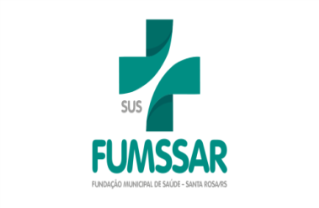 SUS
FUMSSAR
FUNDAÇÃO MUNICIPAL DE SAÚDE - SANTA ROSA/RS